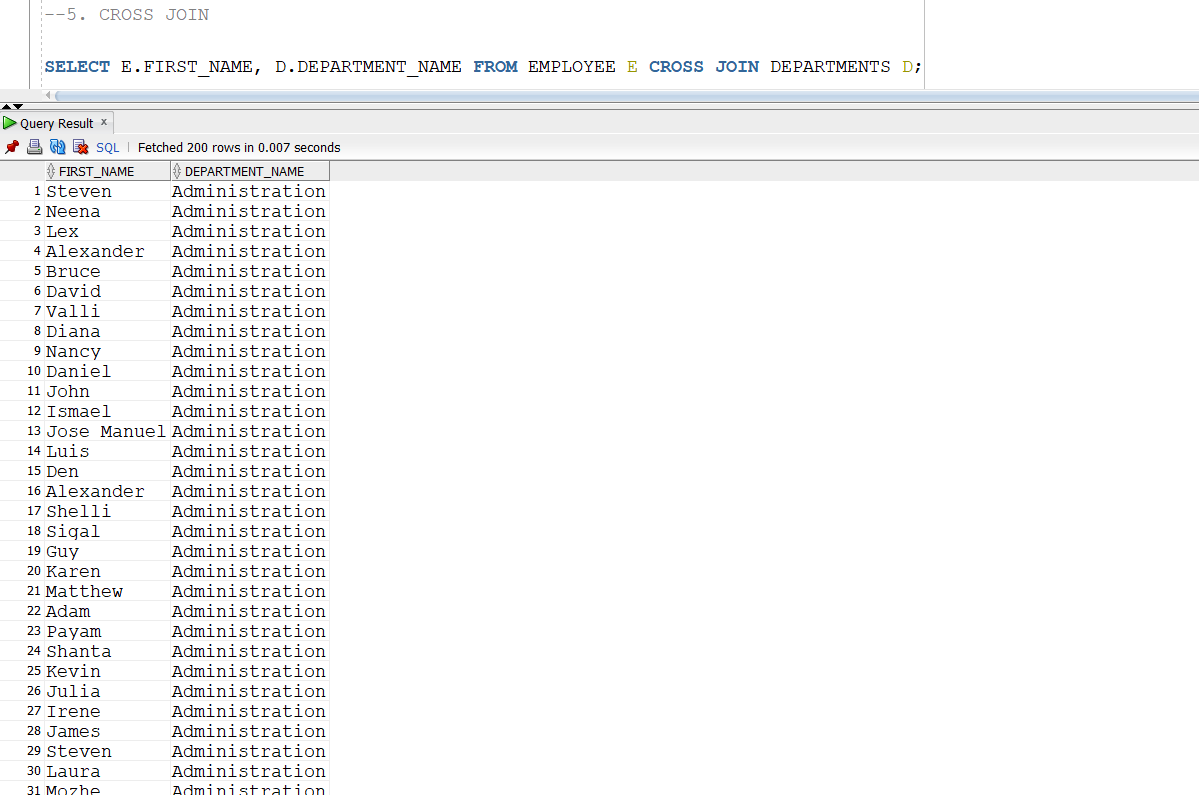 --5. CROSS JOIN
SELECT E.FIRST_NAME, D.DEPARTMENT_NAME FROM EMPLOYEE E CROSS JOIN DEPARTMENTS D;
Query Result x
SQL | Fetched 200 rows in 0.007 seconds
FIRST_NAME DEPARTMENT_NAME
1 Steven Administration
2 Neena Administration
3 Lex Administration
4 Alexander Administration
5 Bruce Administration
6 David Administration
7 Valli Administration
8 Diana Administration
9 Nancy Administration
10 Daniel Administration
11 John Administration
12 Ismael Administration
13 Jose Manuel Administration
14 Luis Administration
15 Den Administration
16 Alexander Administration
17 Shelli Administration
18 Sigal Administration
19 Guy Administration
20 Karen Administration
21 Matthew Administration
22 Adam Administration
23 Payam Administration
24 Shanta Administration
25 Kevin Administration
26 Julia Administration
27 Irene Administration
28 James Administration
29 Steven Administration
30 Laura Administration
31 Mozhe Administration